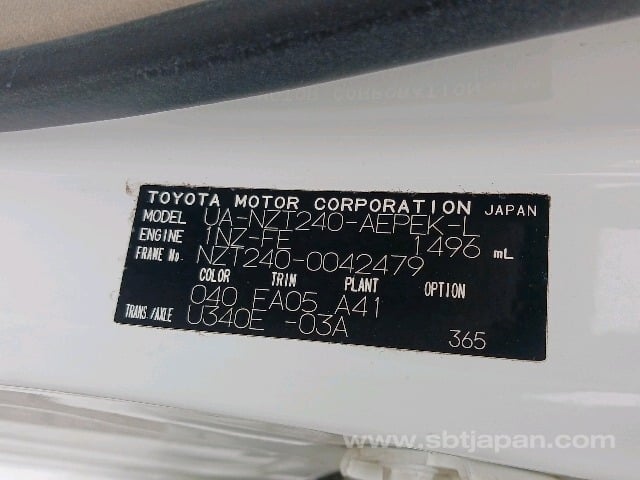 TOYOTA MOTOR CORPORATION JAPAN
MODEL UA-NZT240-AEPEK-L
ENGINE 1NZ-FE 1496 mL
FRAME No. NZT240-0042479
COLOR TRIM PLANT OPTION
040 EA05 A41
TRANS./AXLE U340E -03A
365
www.sbtjapan.com